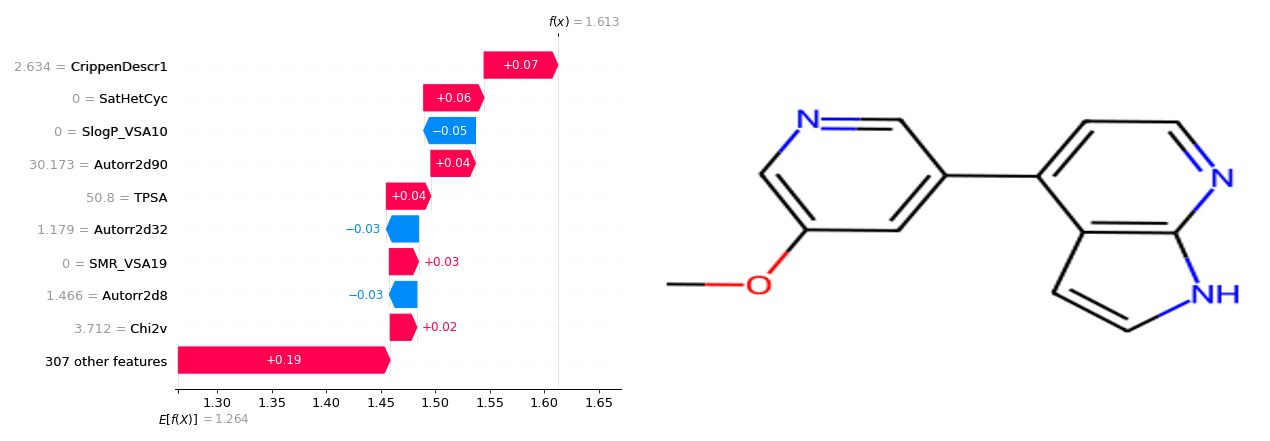 f(x) = 1.613
2.634 = CrippenDescr1
+0.07
0 = SatHetCyc
+0.06
0 = SlogP_VSA10
−0.05
30.173 = Autorr2d90
+0.04
50.8 = TPSA
+0.04
1.179 = Autorr2d32
−0.03
0 = SMR_VSA19
+0.03
1.466 = Autorr2d8
−0.03
3.712 = Chi2v
+0.02
307 other features
+0.19
1.30 1.35 1.40 1.45 1.50 1.55 1.60 1.65
E[f(X)] = 1.264
N
N
O
NH